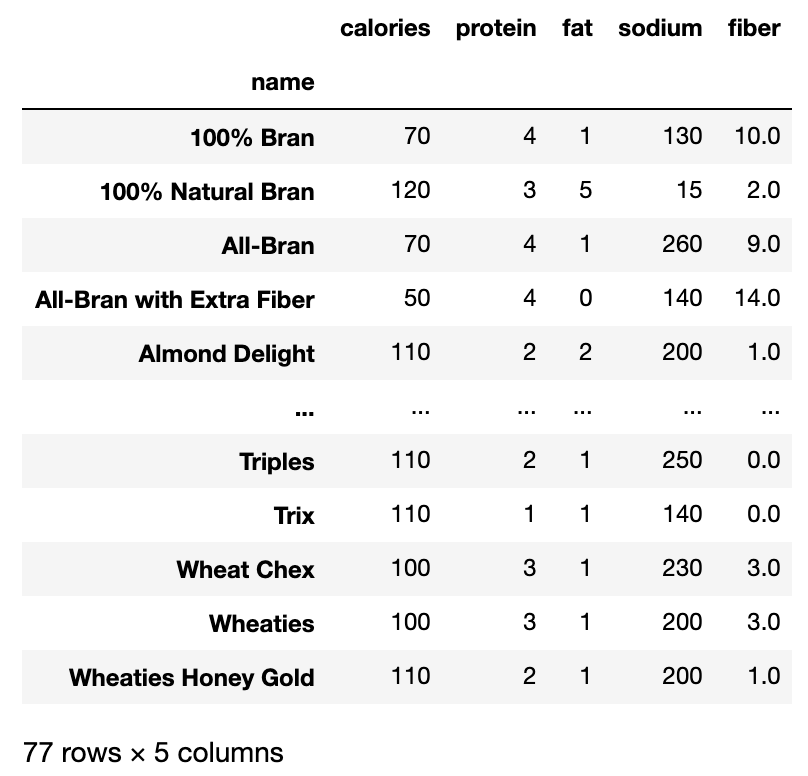 calories protein fat sodium fiber
name
100% Bran 70 4 1 130 10.0
100% Natural Bran 120 3 5 15 2.0
All-Bran 70 4 1 260 9.0
All-Bran with Extra Fiber 50 4 0 140 14.0
Almond Delight 110 2 2 200 1.0
... ... ... ... ... ...
Triples 110 2 1 250 0.0
Trix 110 1 1 140 0.0
Wheat Chex 100 3 1 230 3.0
Wheaties 100 3 1 200 3.0
Wheaties Honey Gold 110 2 1 200 1.0
77 rows × 5 columns